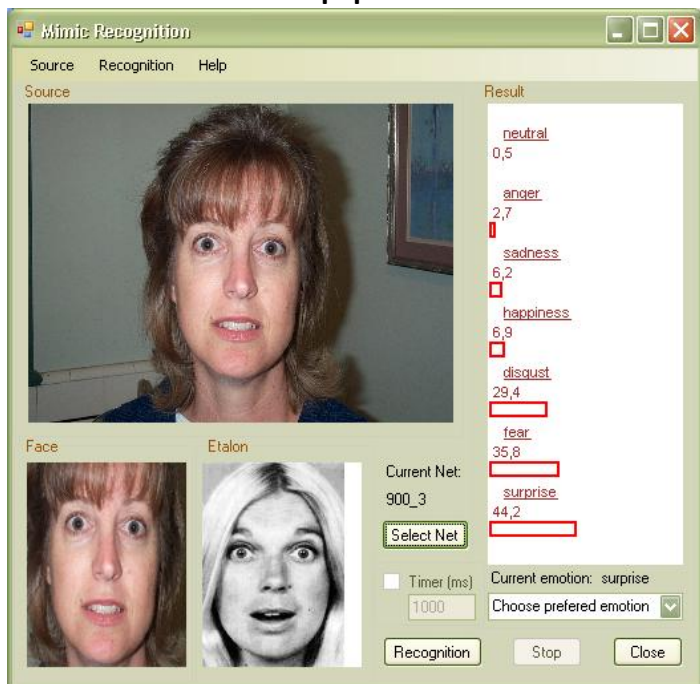 Mimic Recognition
Source Recognition Help
Source
Result
neutral
0,5
anger
2,7
sadness
6,2
happiness
6,9
disgust
29,4
fear
35,8
surprise
44,2
Face
Etalon
Current Net:
900_3
Select Net
Timer (ms)
1000
Current emotion: surprise
Choose prefered emotion
Recognition
Stop
Close